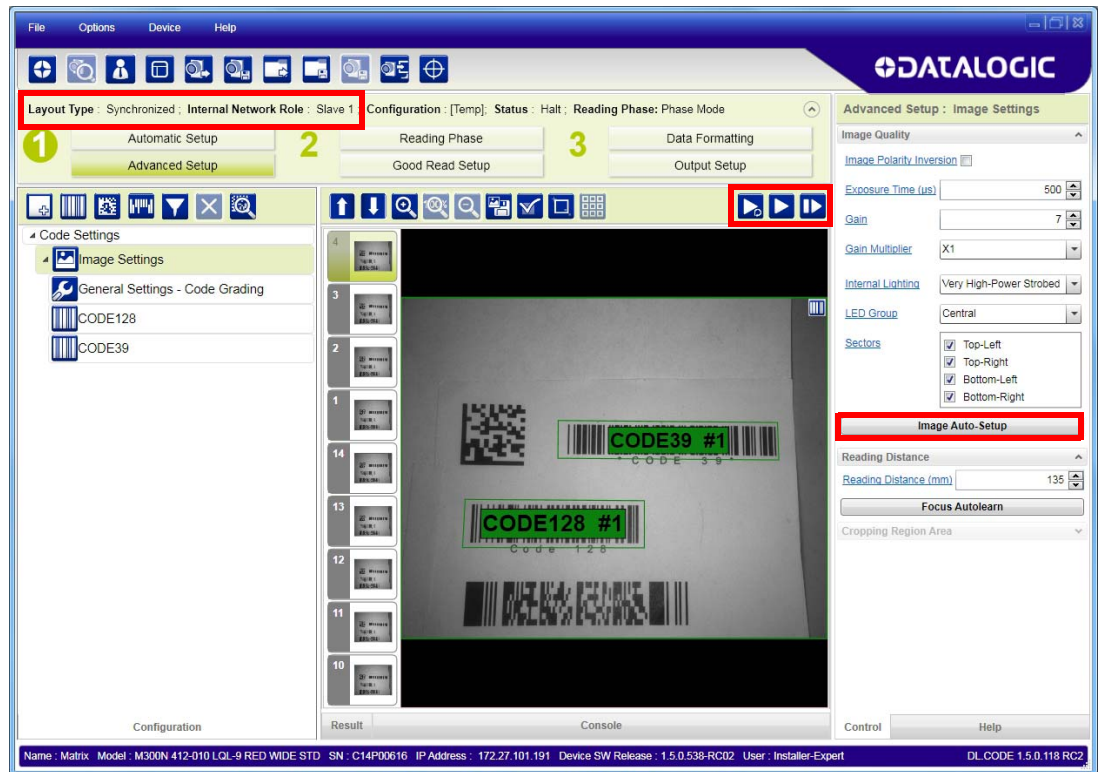 File Options Device Help
DATALOGIC
Layout Type : Synchronized ; Internal Network Role : Slave 1 ; Configuration : [Temp]; Status : Halt ; Reading Phase: Phase Mode
1 Automatic Setup 2 Reading Phase 3 Data Formatting
Advanced Setup Good Read Setup Output Setup
Code Settings
Image Settings
General Settings - Code Grading
CODE128
CODE39
Configuration
100%
4
3
2
1
14
13
12
11
10
CODE39 #1
* CODE 39 *
CODE128 #1
Code 128
Result Console
Advanced Setup : Image Settings
Image Quality
Image Polarity Inversion
Exposure Time (µs) 500
Gain 7
Gain Multiplier X1
Internal Lighting Very High-Power Strobed
LED Group Central
Sectors Top-Left
Top-Right
Bottom-Left
Bottom-Right
Image Auto-Setup
Reading Distance
Reading Distance (mm) 135
Focus Autolearn
Cropping Region Area
Control Help
Name : Matrix Model : M300N 412-010 LQL-9 RED WIDE STD SN : C14P00616 IP Address : 172.27.101.191 Device SW Release : 1.5.0.538-RC02 User : Installer-Expert DL.CODE 1.5.0.118 RC2